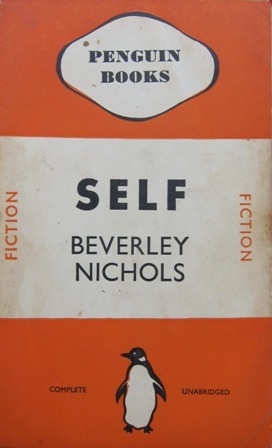 PENGUIN
BOOKS
SELF
BEVERLEY
NICHOLS
FICTION
FICTION
COMPLETE
UNABRIDGED